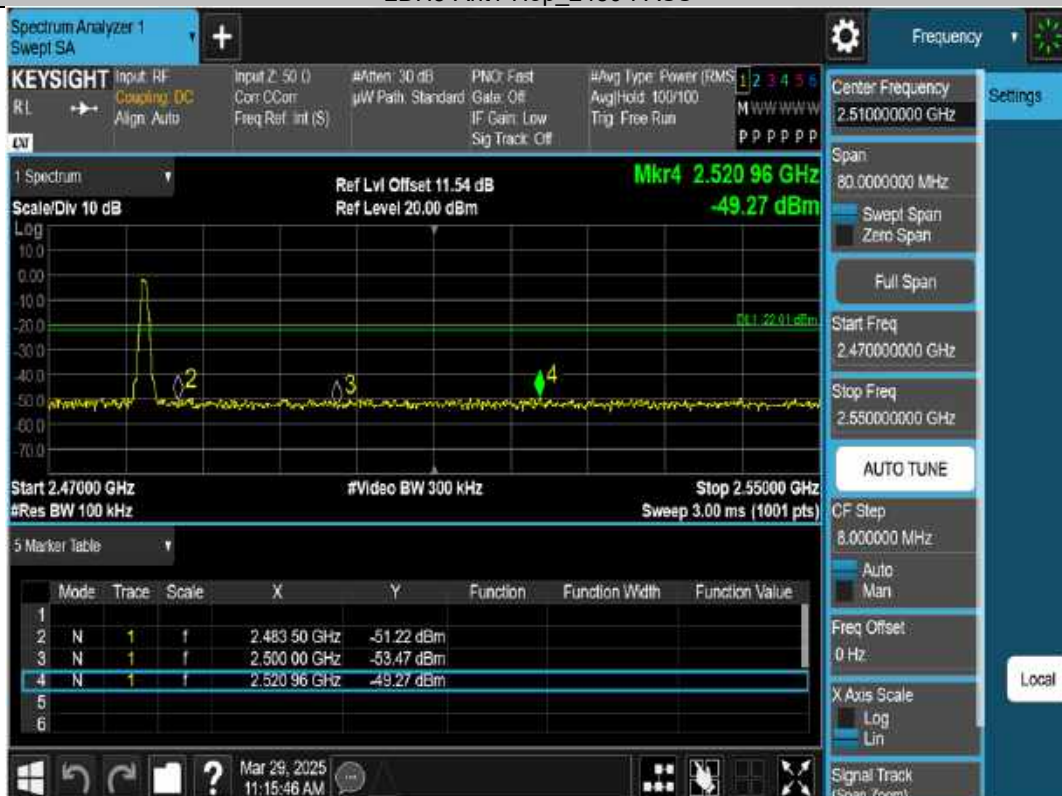 Spectrum Analyzer 1
Swept SA
+
Frequency
KEYSIGHT
RL
Input: RF
Coupling: DC
Align: Auto
Input Z: 50 Ω
Corr CCorr
Freq Ref: Int (S)
#Atten: 30 dB
µW Path: Standard
PNO: Fast
Gate: Off
IF Gain: Low
Sig Track: Off
#Avg Type: Power (RMS
Avg|Hold: 100/100
Trig: Free Run
1 2 3 4 5 6
M W W W W W
P P P P P P
Settings
Center Frequency
2.510000000 GHz
Span
80.0000000 MHz
Swept Span
Zero Span
Full Span
Start Freq
2.470000000 GHz
Stop Freq
2.550000000 GHz
AUTO TUNE
CF Step
8.000000 MHz
Auto
Man
Freq Offset
0 Hz
X Axis Scale
Log
Lin
Signal Track
(Span Zoom)
Local
1 Spectrum
Scale/Div 10 dB
Log
Ref Lvl Offset 11.54 dB
Ref Level 20.00 dBm
Mkr4 2.520 96 GHz
-49.27 dBm
10.0
0.00
-10.0
-20.0
-30.0
-40.0
-50.0
-60.0
-70.0
DL1 -22.01 dBm
2
3
4
Start 2.47000 GHz
#Res BW 100 kHz
#Video BW 300 kHz
Stop 2.55000 GHz
Sweep 3.00 ms (1001 pts)
5 Marker Table
Mode Trace Scale X Y Function Function Width Function Value
1
2 N 1 f 2.483 50 GHz -51.22 dBm
3 N 1 f 2.500 00 GHz -53.47 dBm
4 N 1 f 2.520 96 GHz -49.27 dBm
5
6
?
Mar 29, 2025
11:15:46 AM